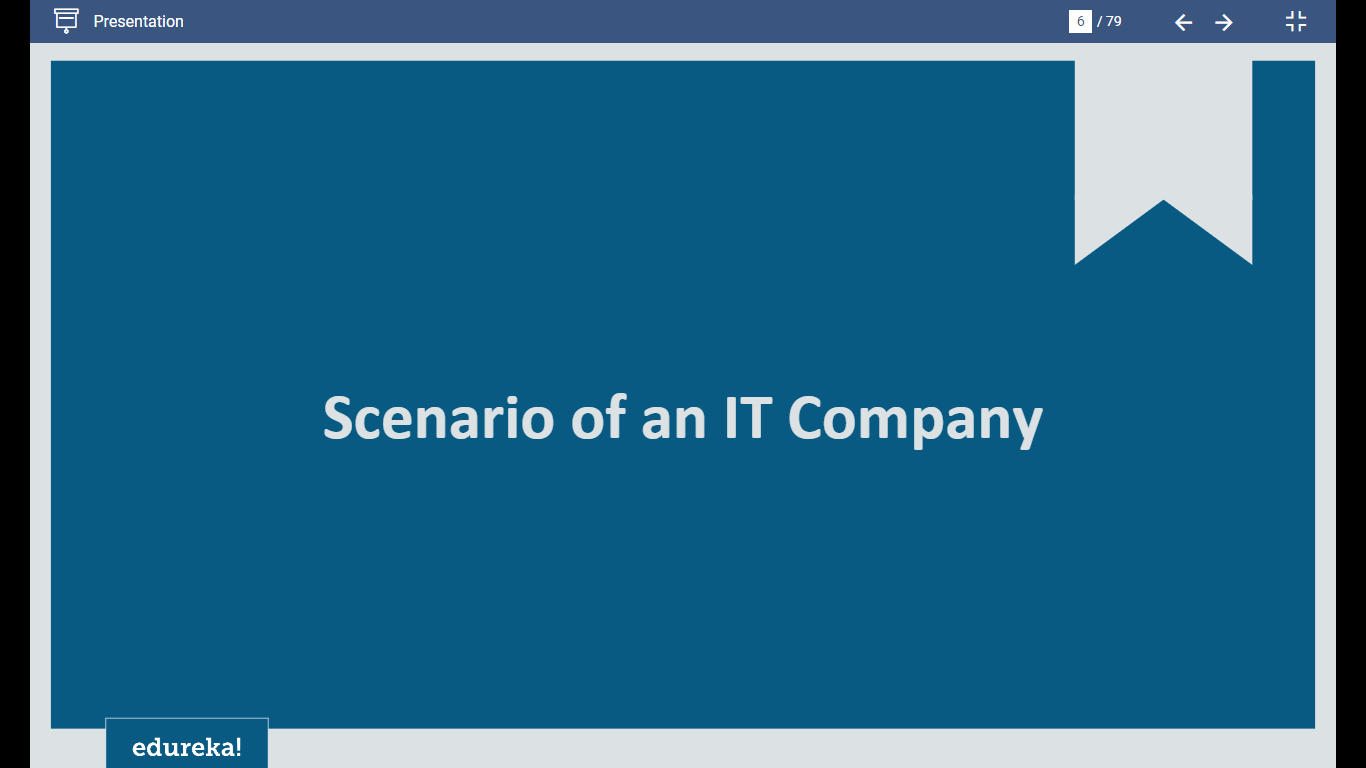 Presentation
6 / 79
Scenario of an IT Company
edureka!